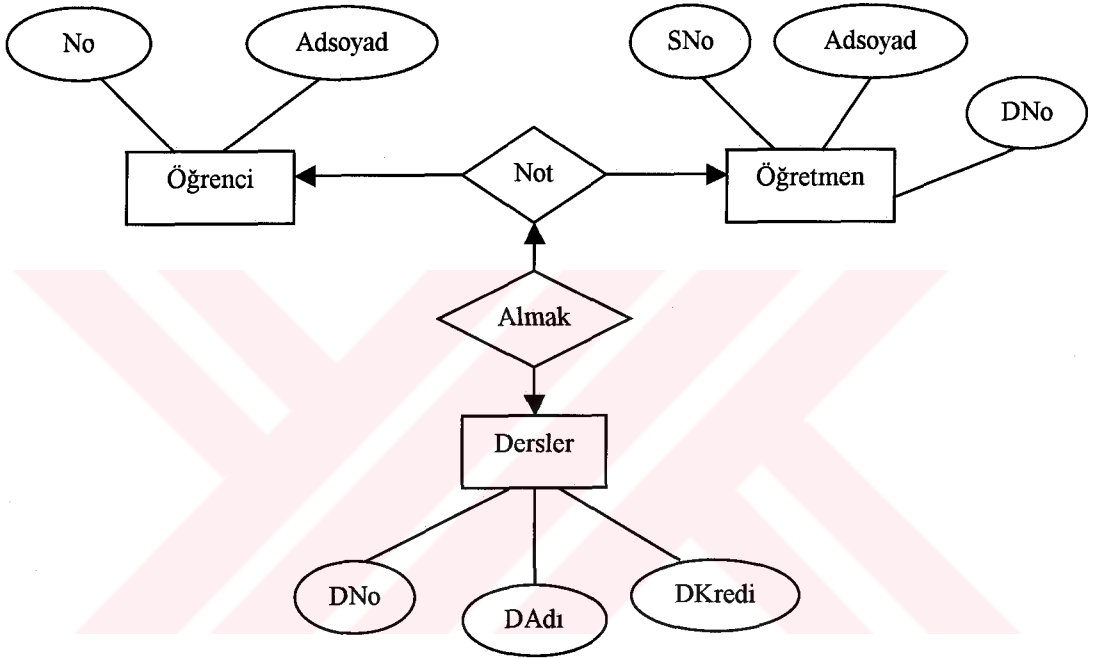 No
Adsoyad
SNo
Adsoyad
DNo
Öğrenci
Not
Öğretmen
Almak
Dersler
DNo
DAdı
DKredi